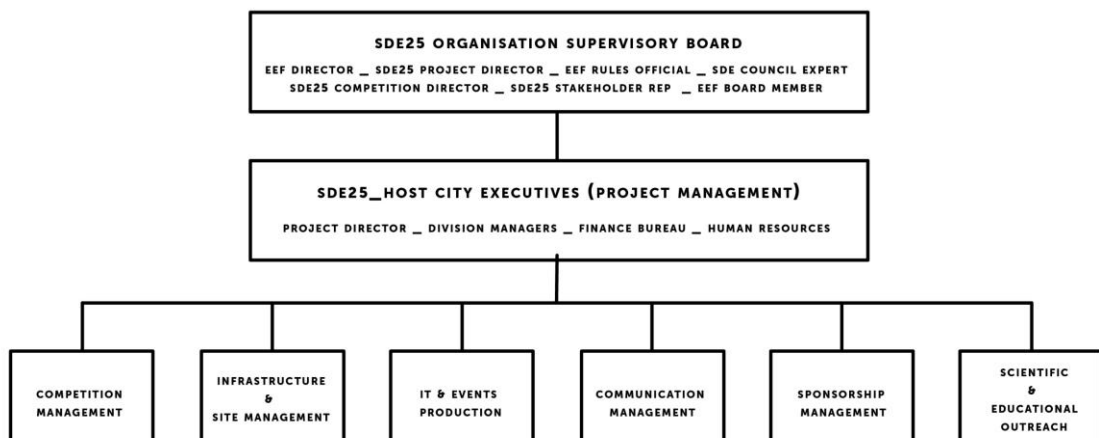 SDE25 ORGANISATION SUPERVISORY BOARD
EEF DIRECTOR _ SDE25 PROJECT DIRECTOR _ EEF RULES OFFICIAL _ SDE COUNCIL EXPERT
SDE25 COMPETITION DIRECTOR _ SDE25 STAKEHOLDER REP _ EEF BOARD MEMBER
SDE25_HOST CITY EXECUTIVES (PROJECT MANAGEMENT)
PROJECT DIRECTOR _ DIVISION MANAGERS _ FINANCE BUREAU _ HUMAN RESOURCES
COMPETITION
MANAGEMENT
INFRASTRUCTURE
&
SITE MANAGEMENT
IT & EVENTS
PRODUCTION
COMMUNICATION
MANAGEMENT
SPONSORSHIP
MANAGEMENT
SCIENTIFIC
&
EDUCATIONAL
OUTREACH